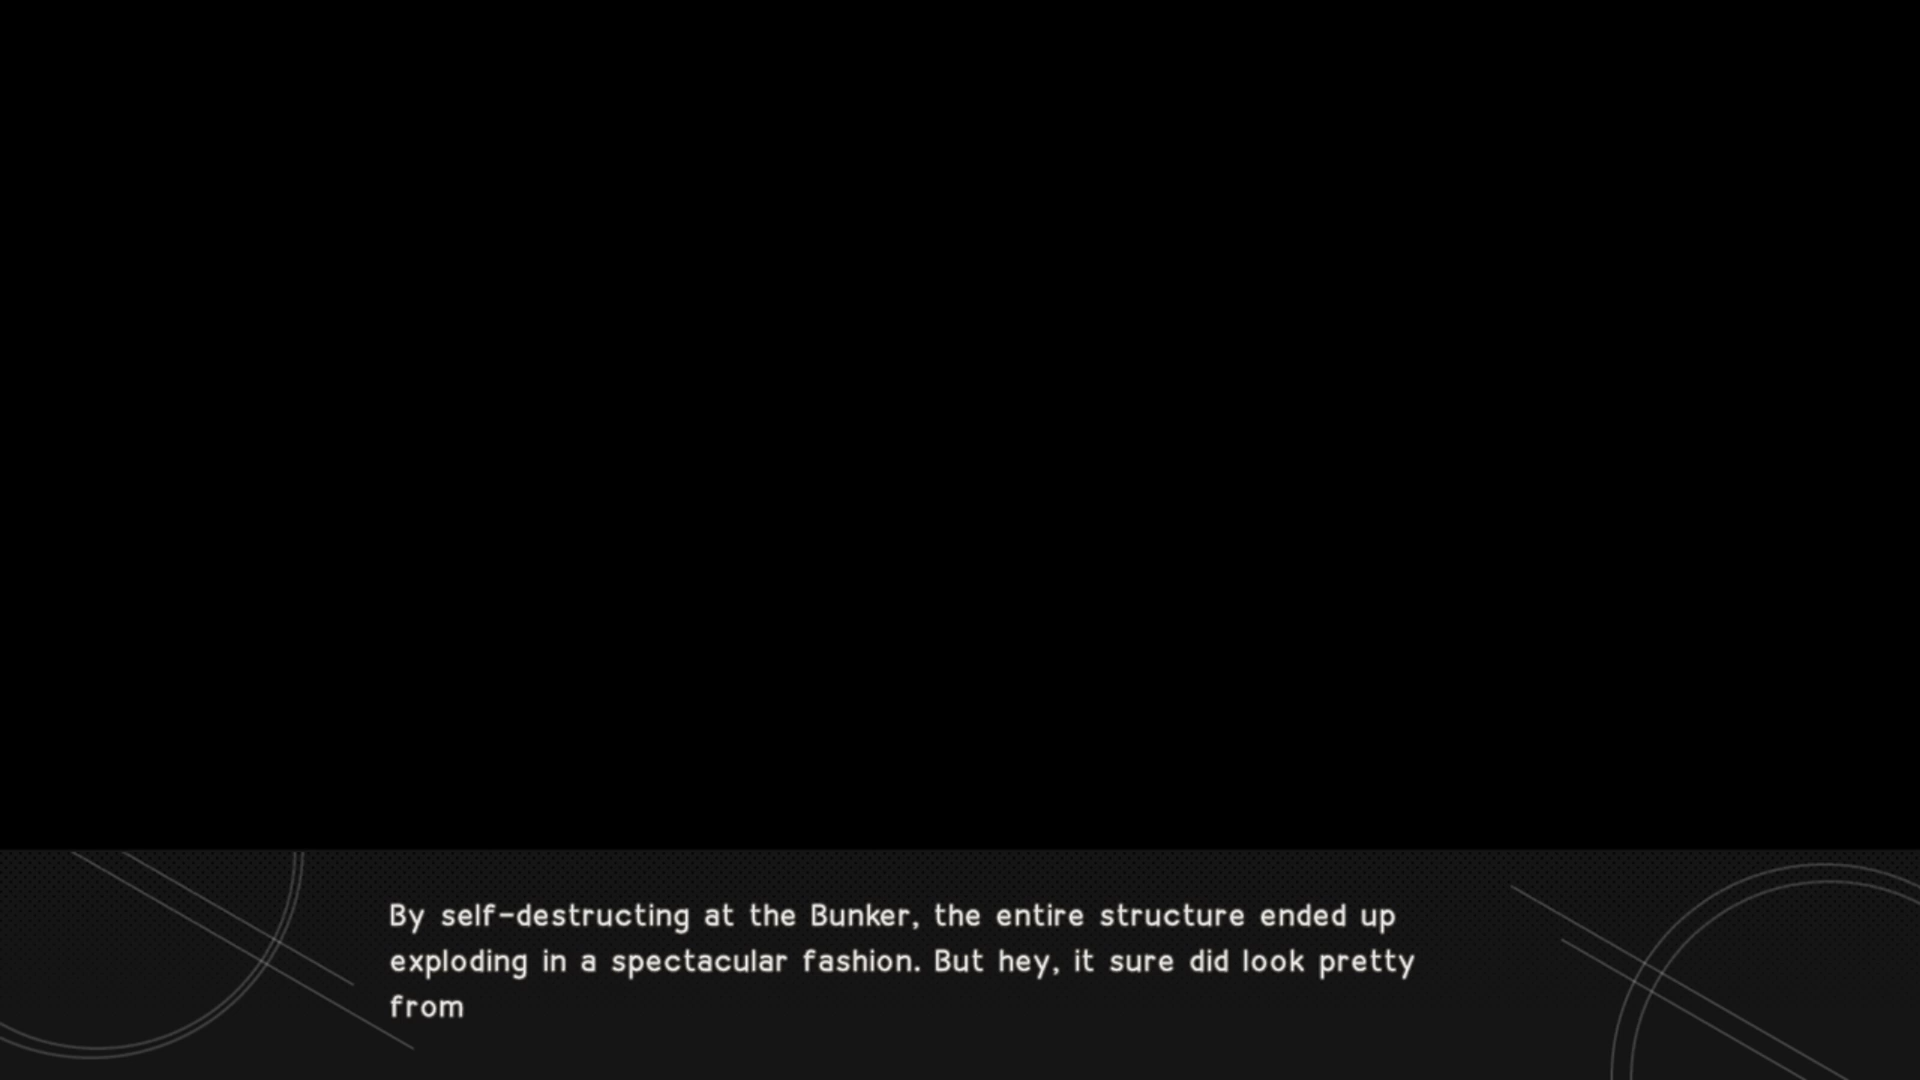 By self-destructing at the Bunker, the entire structure ended up
exploding in a spectacular fashion. But hey, it sure did look pretty
from